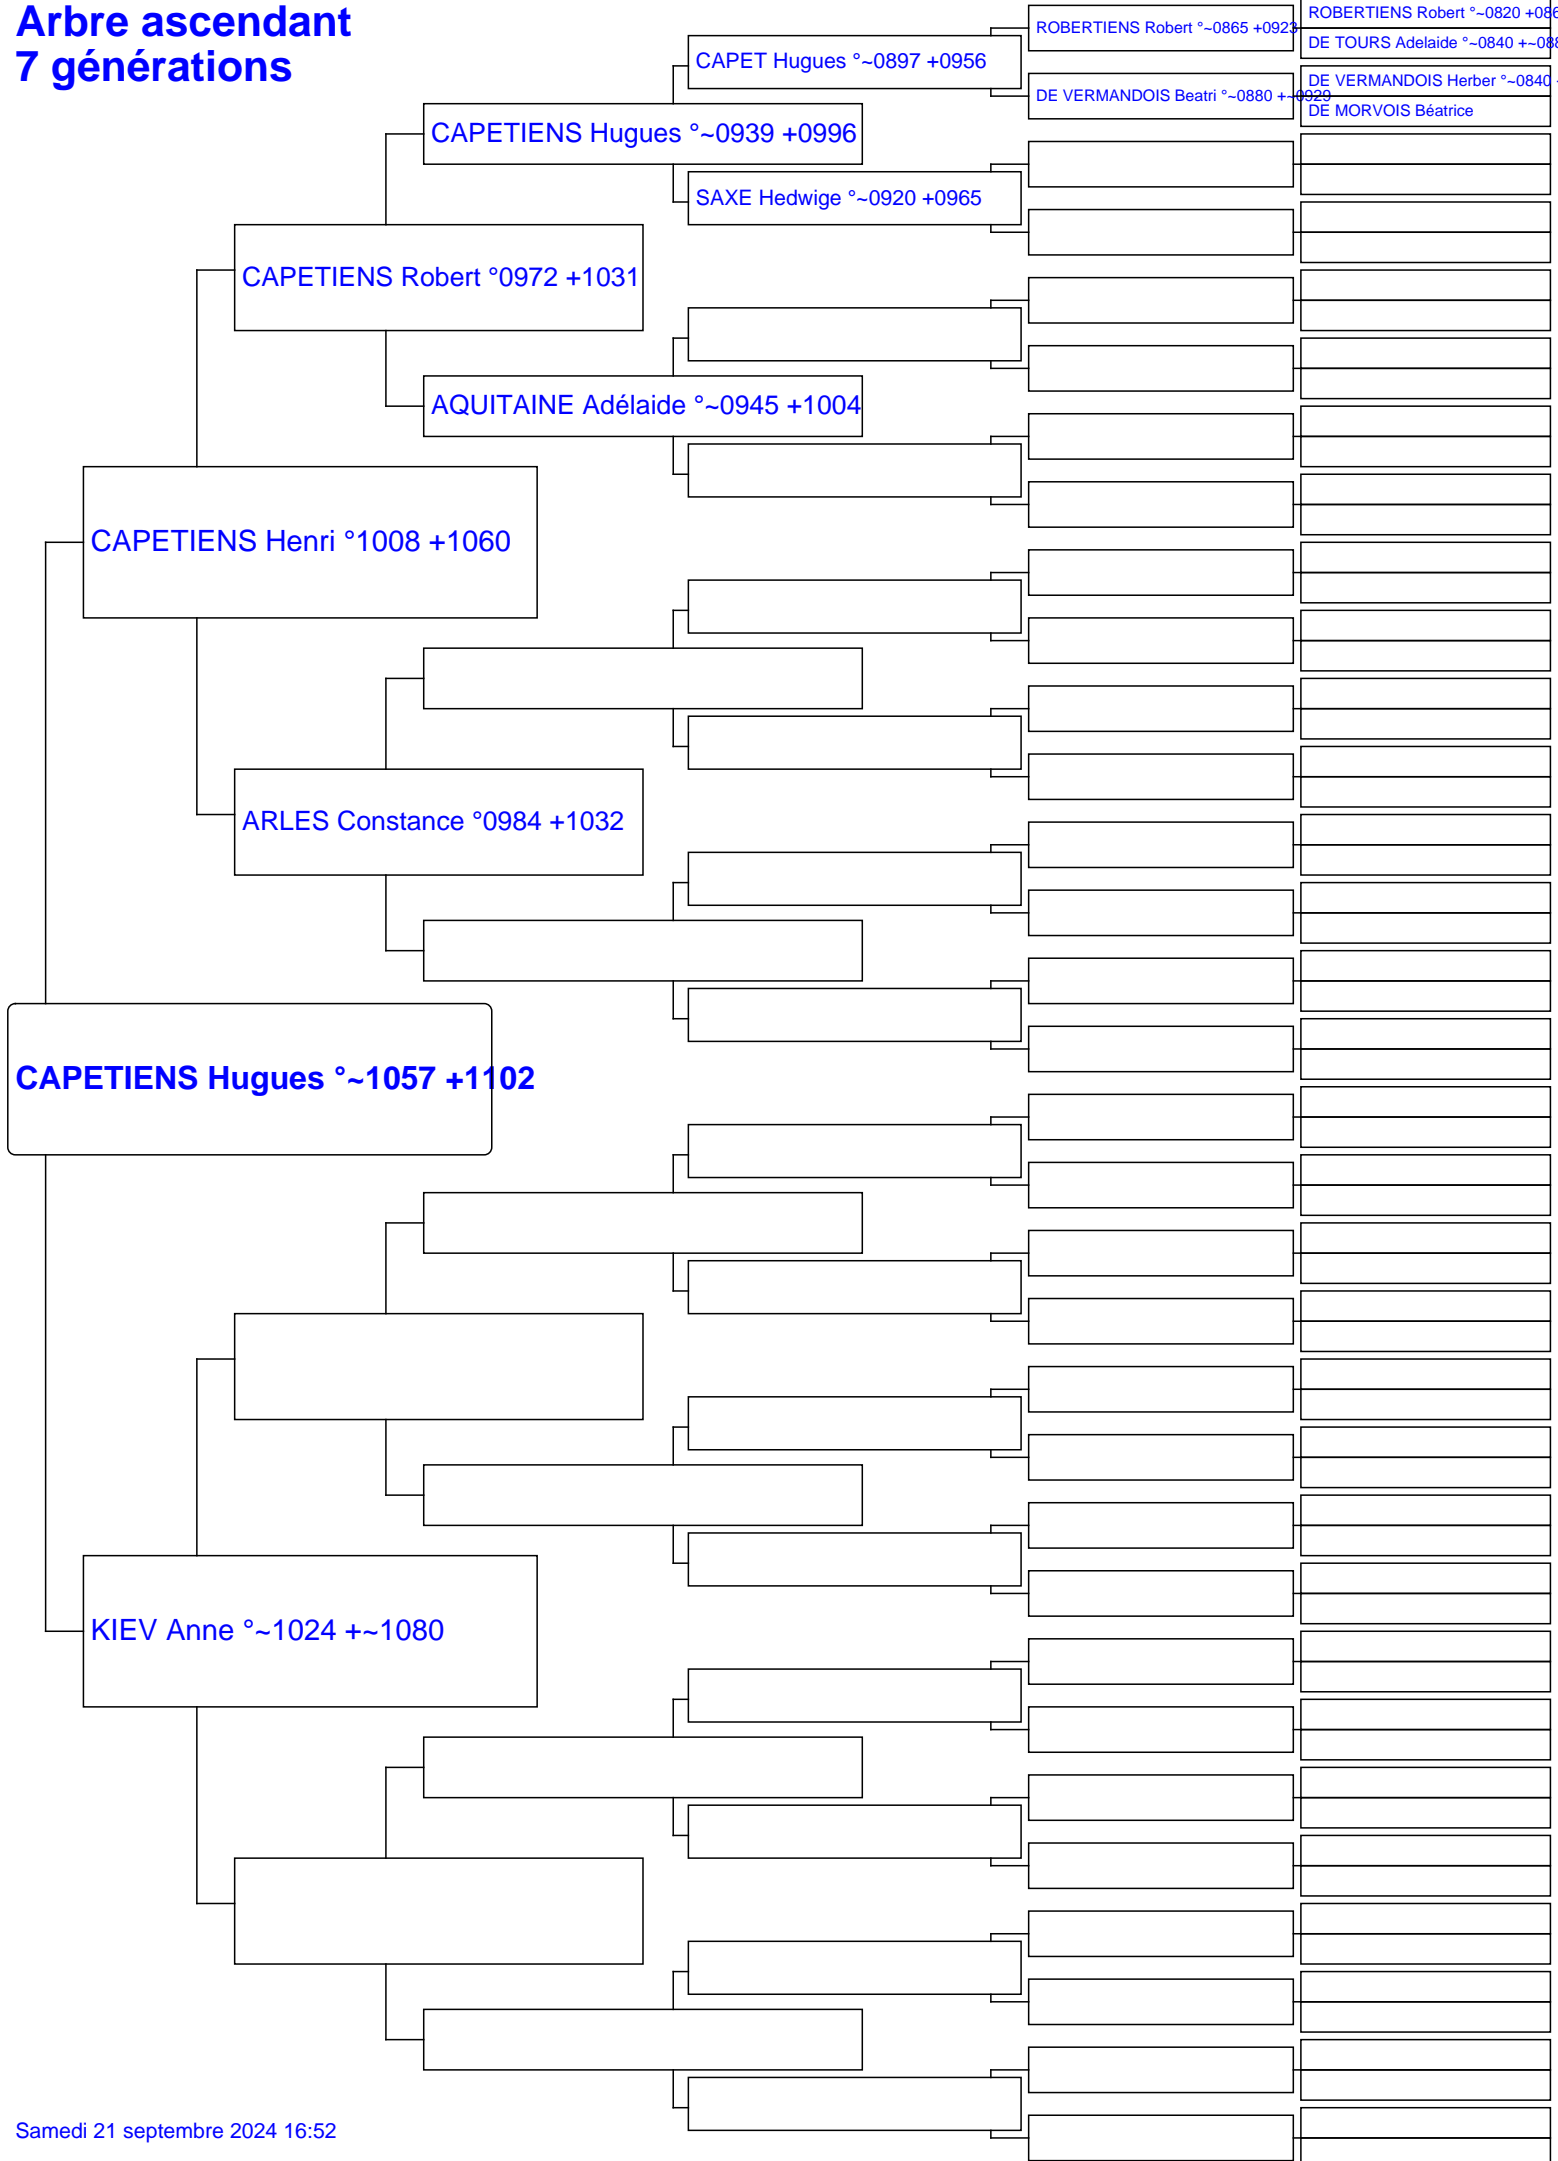 Arbre ascendant
7 générations
ROBERTIENS Robert °~0820 +086
ROBERTIENS Robert °~0865 +0923
DE TOURS Adelaide °~0840 +~088
CAPET Hugues °~0897 +0956
DE VERMANDOIS Herber °~0840
DE VERMANDOIS Beatri °~0880 +~0929
DE MORVOIS Béatrice
CAPETIENS Hugues °~0939 +0996
SAXE Hedwige °~0920 +0965
CAPETIENS Robert °0972 +1031
AQUITAINE Adélaide °~0945 +1004
CAPETIENS Henri °1008 +1060
ARLES Constance °0984 +1032
CAPETIENS Hugues °~1057 +1102
KIEV Anne °~1024 +~1080
Samedi 21 septembre 2024 16:52